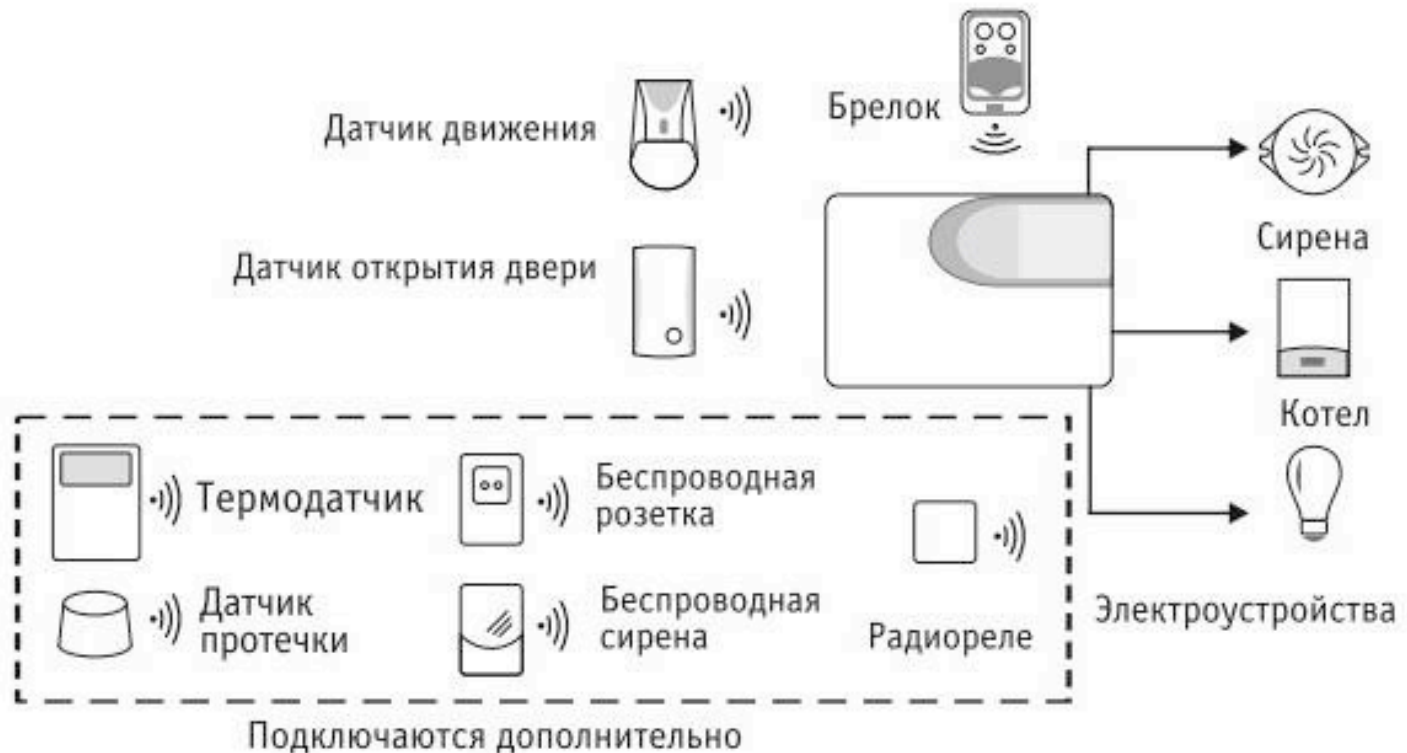 Брелок
Датчик движения
Сирена
Датчик открытия двери
Котел
Термодатчик
Беспроводная
розетка
Датчик
протечки
Беспроводная
сирена
Радиореле
Электроустройства
Подключаются дополнительно